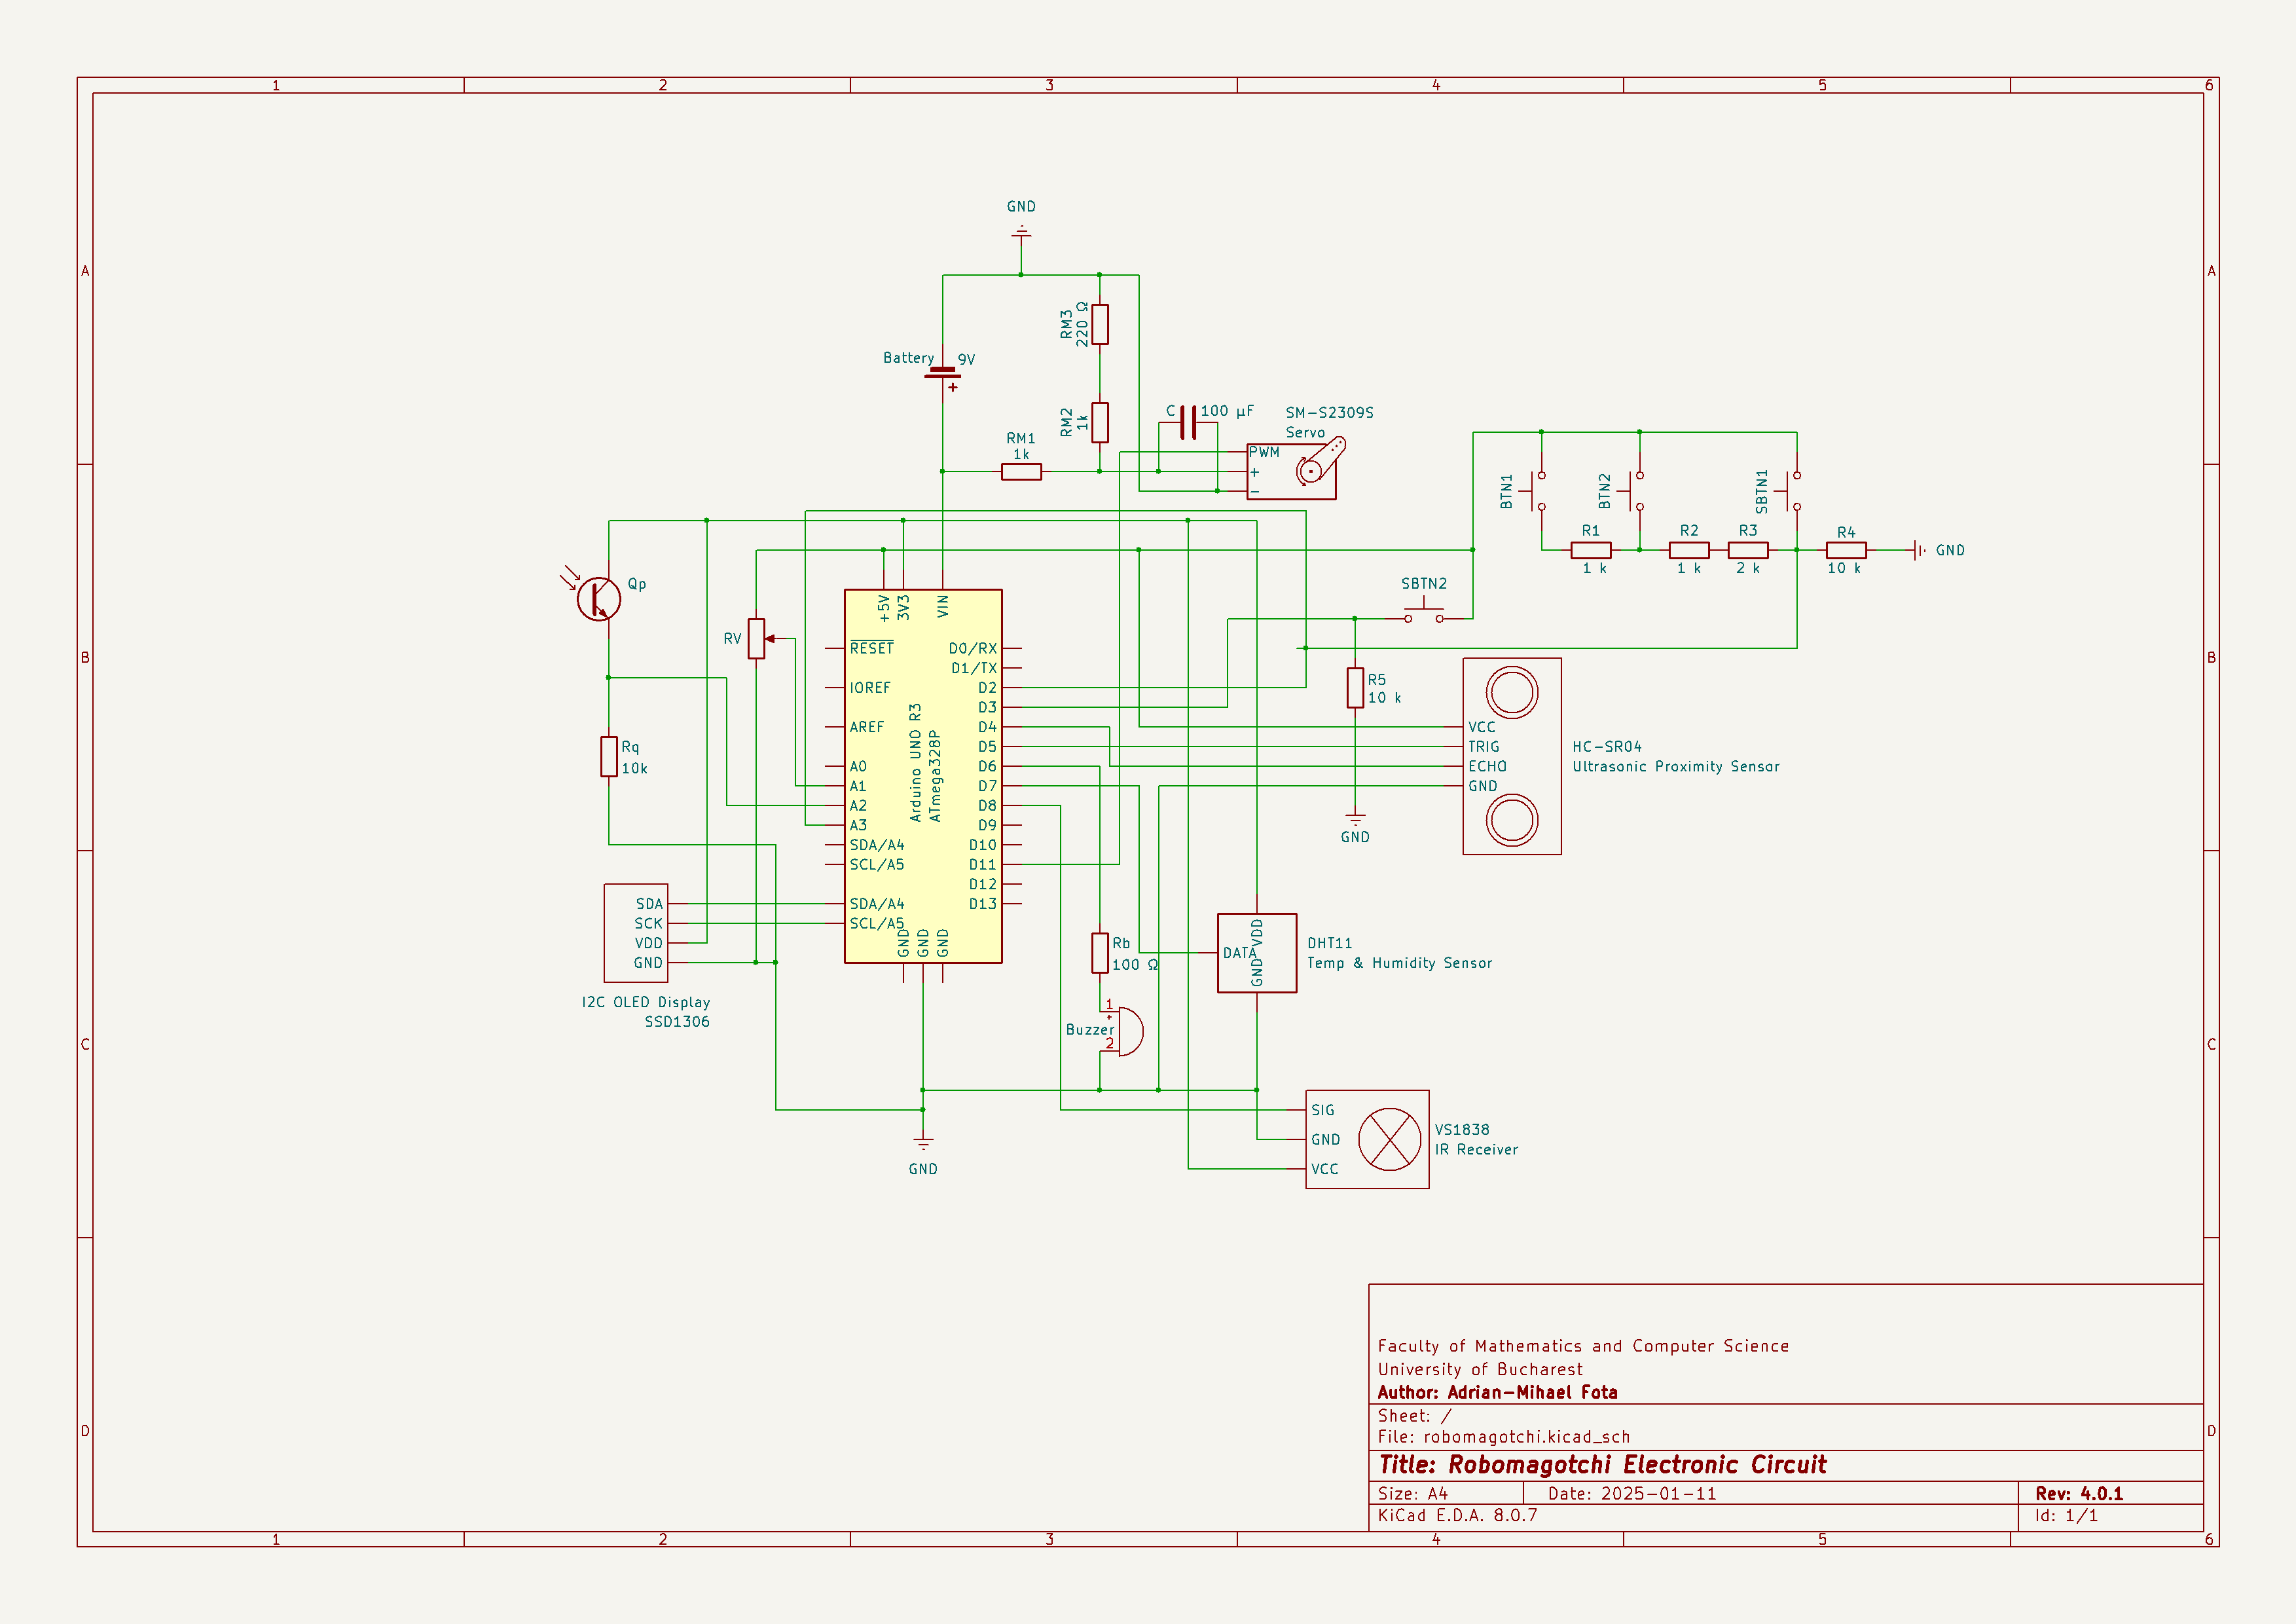 1 2 3 4 5 6
A A
B B
C C
D D
GND
RM3
220 Ω
Battery 9V
+
RM2
1k
C 100 µF
SM-S2309S
Servo
RM1
1k
PWM
+
-
BTN1
BTN2
SBTN1
R1
1 k
R2
1 k
R3
2 k
R4
10 k
GND
SBTN2
Qp
RV
Rq
10k
+5V
3V3
VIN
RESET
IOREF
AREF
A0
A1
A2
A3
SDA/A4
SCL/A5
SDA/A4
SCL/A5
GND
GND
GND
Arduino UNO R3
ATmega328P
D0/RX
D1/TX
D2
D3
D4
D5
D6
D7
D8
D9
D10
D11
D12
D13
R5
10 k
GND
VCC
TRIG
ECHO
GND
HC-SR04
Ultrasonic Proximity Sensor
SDA
SCK
VDD
GND
I2C OLED Display
SSD1306
Rb
100 Ω
1
+
Buzzer
2
DATA
VDD
GND
DHT11
Temp & Humidity Sensor
SIG
GND
VCC
VS1838
IR Receiver
GND
Faculty of Mathematics and Computer Science
University of Bucharest
Author: Adrian-Mihael Fota
Sheet: /
File: robomagotchi.kicad_sch
Title: Robomagotchi Electronic Circuit
Size: A4 Date: 2025-01-11 Rev: 4.0.1
KiCad E.D.A. 8.0.7 Id: 1/1
1 2 3 4 5 6